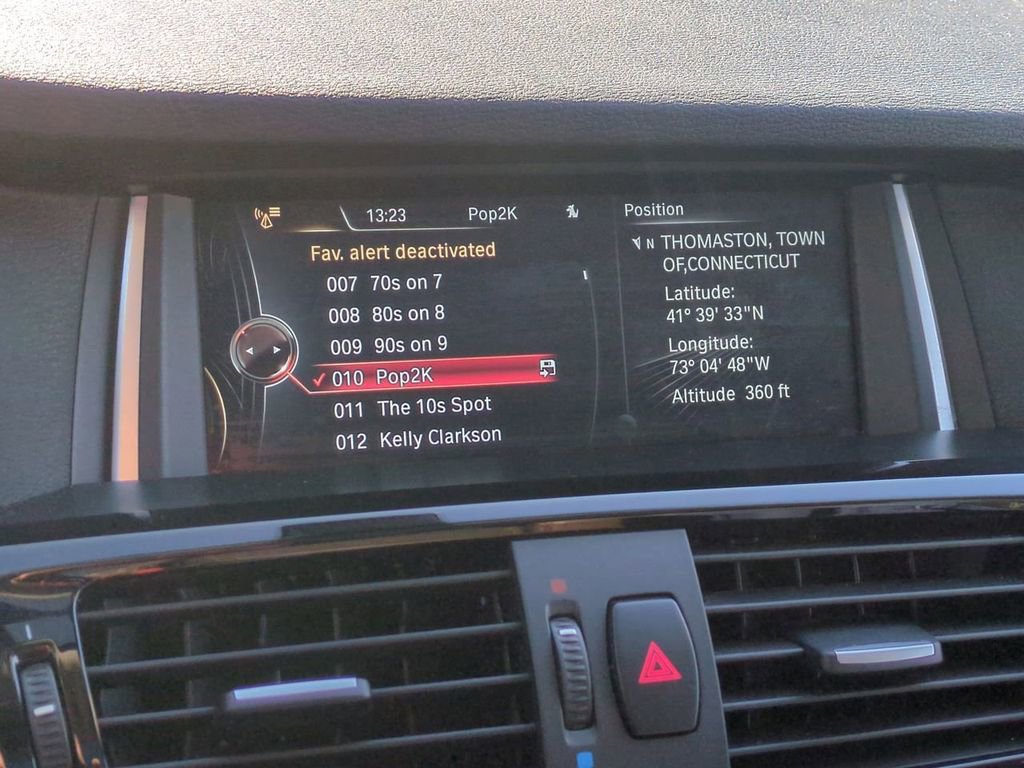 13:23 Pop2K
Fav. alert deactivated
007 70s on 7
008 80s on 8
009 90s on 9
010 Pop2K
011 The 10s Spot
012 Kelly Clarkson
Position
N THOMASTON, TOWN
OF,CONNECTICUT
Latitude:
41° 39' 33"N
Longitude:
73° 04' 48"W
Altitude 360 ft